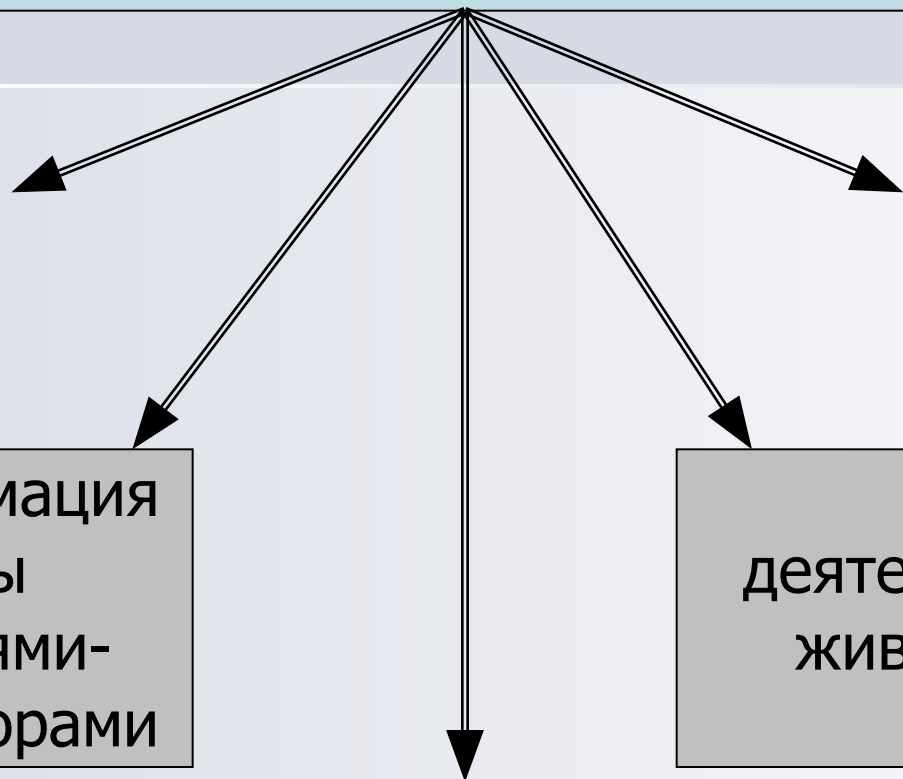 мация
ы
ями-
орами
деяте
жив